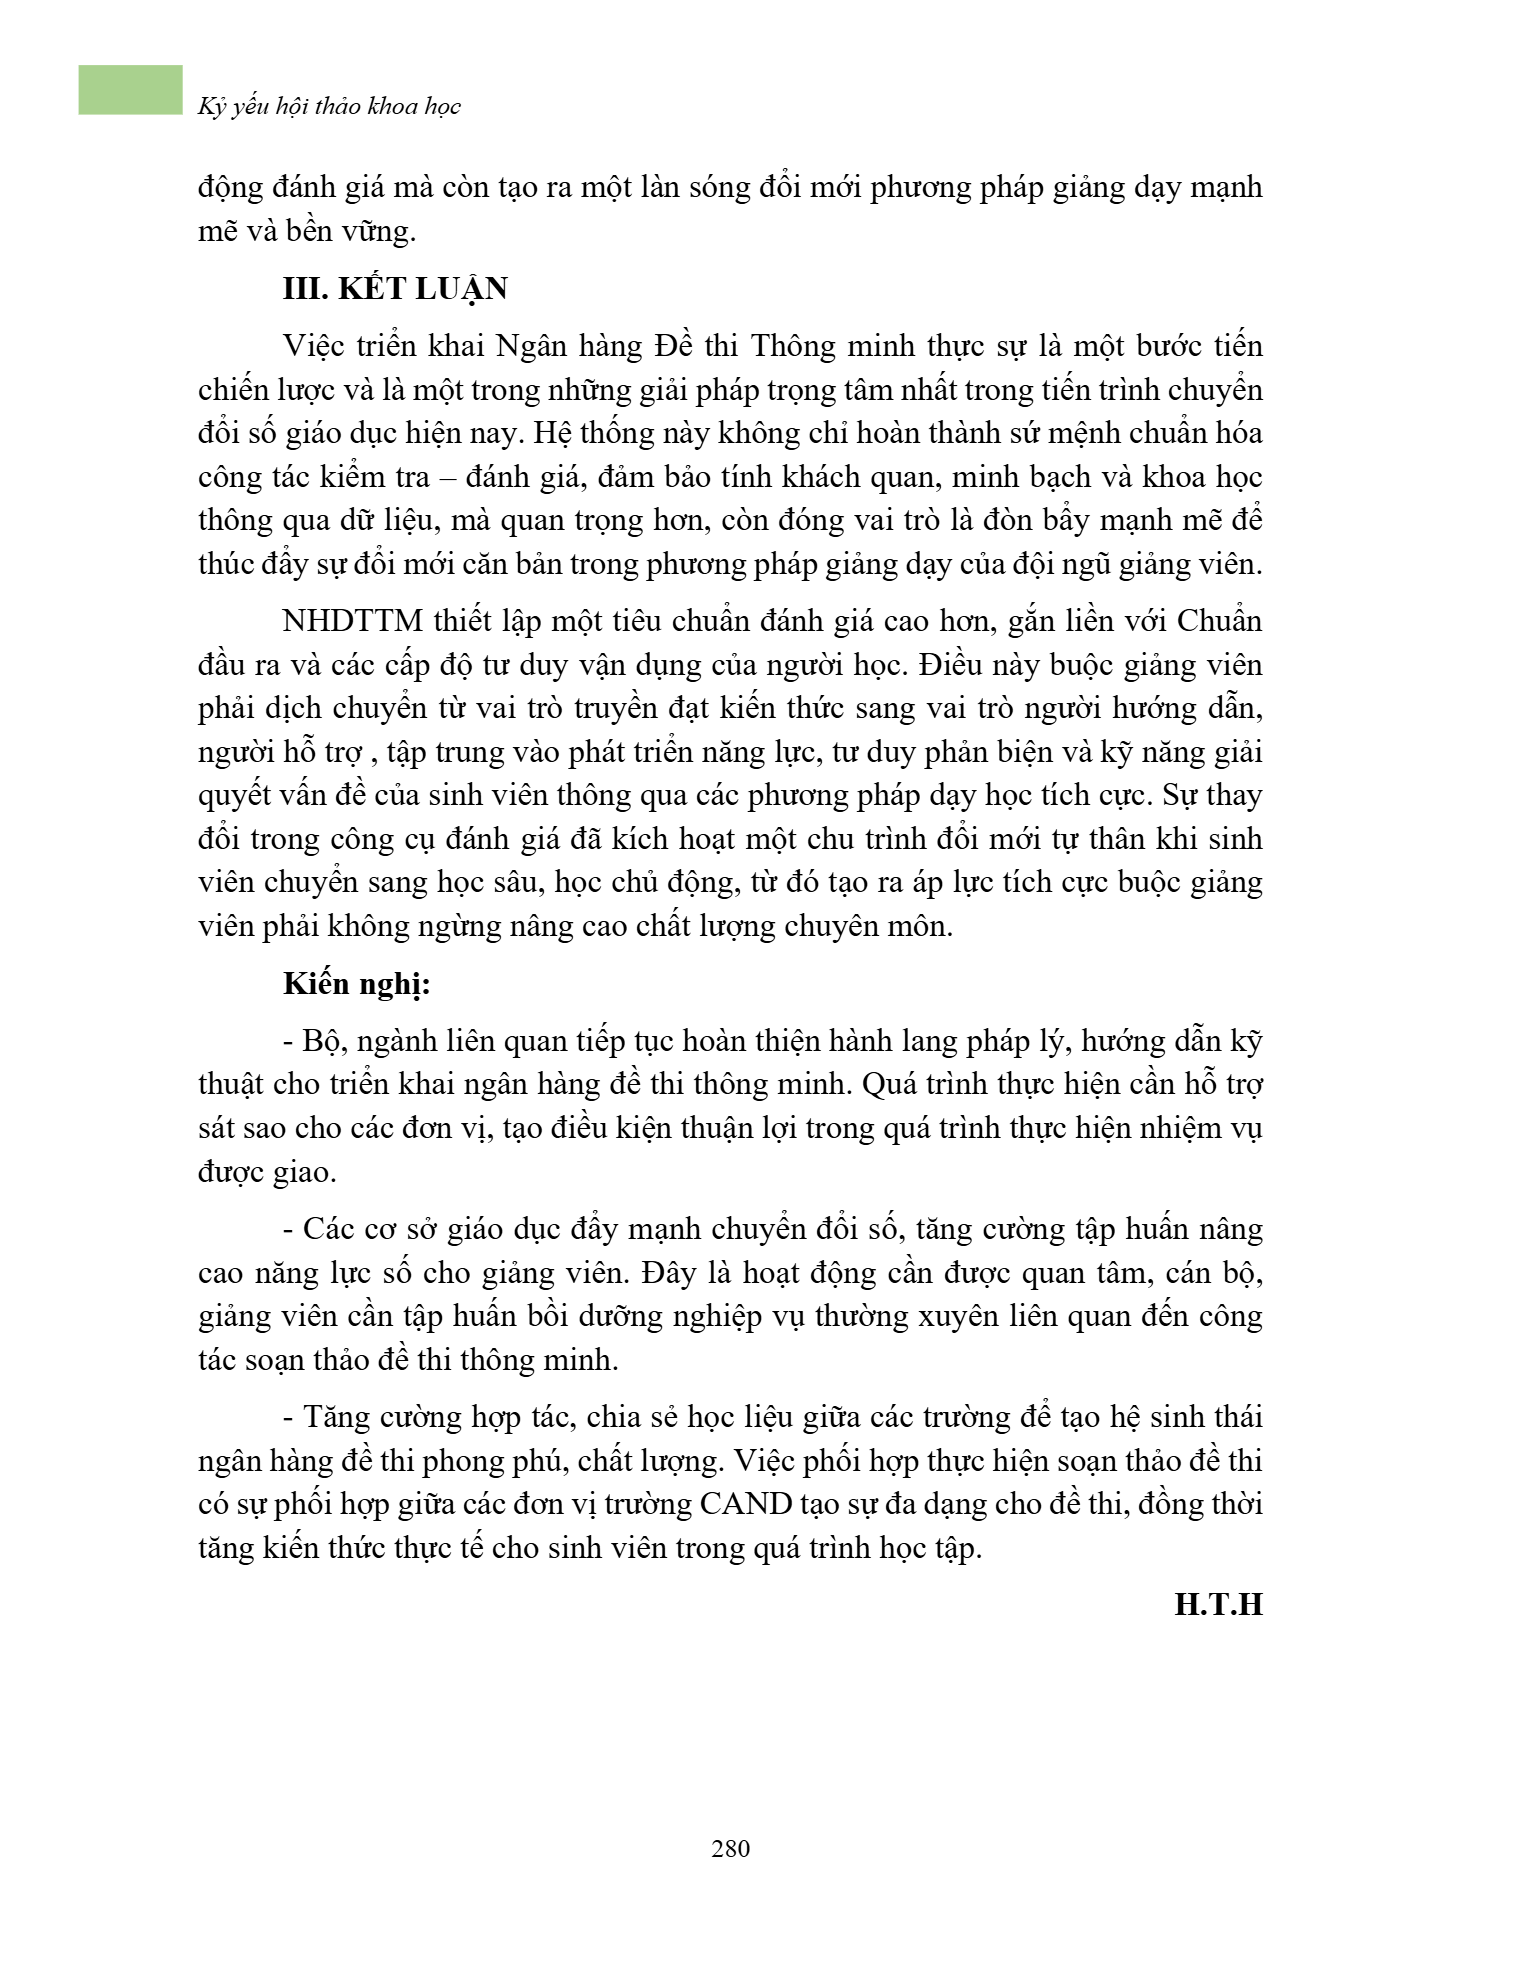 Kỷ yếu hội thảo khoa học
động đánh giá mà còn tạo ra một làn sóng đổi mới phương pháp giảng dạy mạnh
mẽ và bền vững.
III. KẾT LUẬN
Việc triển khai Ngân hàng Đề thi Thông minh thực sự là một bước tiến
chiến lược và là một trong những giải pháp trọng tâm nhất trong tiến trình chuyển
đổi số giáo dục hiện nay. Hệ thống này không chỉ hoàn thành sứ mệnh chuẩn hóa
công tác kiểm tra – đánh giá, đảm bảo tính khách quan, minh bạch và khoa học
thông qua dữ liệu, mà quan trọng hơn, còn đóng vai trò là đòn bẩy mạnh mẽ để
thúc đẩy sự đổi mới căn bản trong phương pháp giảng dạy của đội ngũ giảng viên.
NHDTTM thiết lập một tiêu chuẩn đánh giá cao hơn, gắn liền với Chuẩn
đầu ra và các cấp độ tư duy vận dụng của người học. Điều này buộc giảng viên
phải dịch chuyển từ vai trò truyền đạt kiến thức sang vai trò người hướng dẫn,
người hỗ trợ , tập trung vào phát triển năng lực, tư duy phản biện và kỹ năng giải
quyết vấn đề của sinh viên thông qua các phương pháp dạy học tích cực. Sự thay
đổi trong công cụ đánh giá đã kích hoạt một chu trình đổi mới tự thân khi sinh
viên chuyển sang học sâu, học chủ động, từ đó tạo ra áp lực tích cực buộc giảng
viên phải không ngừng nâng cao chất lượng chuyên môn.
Kiến nghị:
- Bộ, ngành liên quan tiếp tục hoàn thiện hành lang pháp lý, hướng dẫn kỹ
thuật cho triển khai ngân hàng đề thi thông minh. Quá trình thực hiện cần hỗ trợ
sát sao cho các đơn vị, tạo điều kiện thuận lợi trong quá trình thực hiện nhiệm vụ
được giao.
- Các cơ sở giáo dục đẩy mạnh chuyển đổi số, tăng cường tập huấn nâng
cao năng lực số cho giảng viên. Đây là hoạt động cần được quan tâm, cán bộ,
giảng viên cần tập huấn bồi dưỡng nghiệp vụ thường xuyên liên quan đến công
tác soạn thảo đề thi thông minh.
- Tăng cường hợp tác, chia sẻ học liệu giữa các trường để tạo hệ sinh thái
ngân hàng đề thi phong phú, chất lượng. Việc phối hợp thực hiện soạn thảo đề thi
có sự phối hợp giữa các đơn vị trường CAND tạo sự đa dạng cho đề thi, đồng thời
tăng kiến thức thực tế cho sinh viên trong quá trình học tập.
H.T.H
280